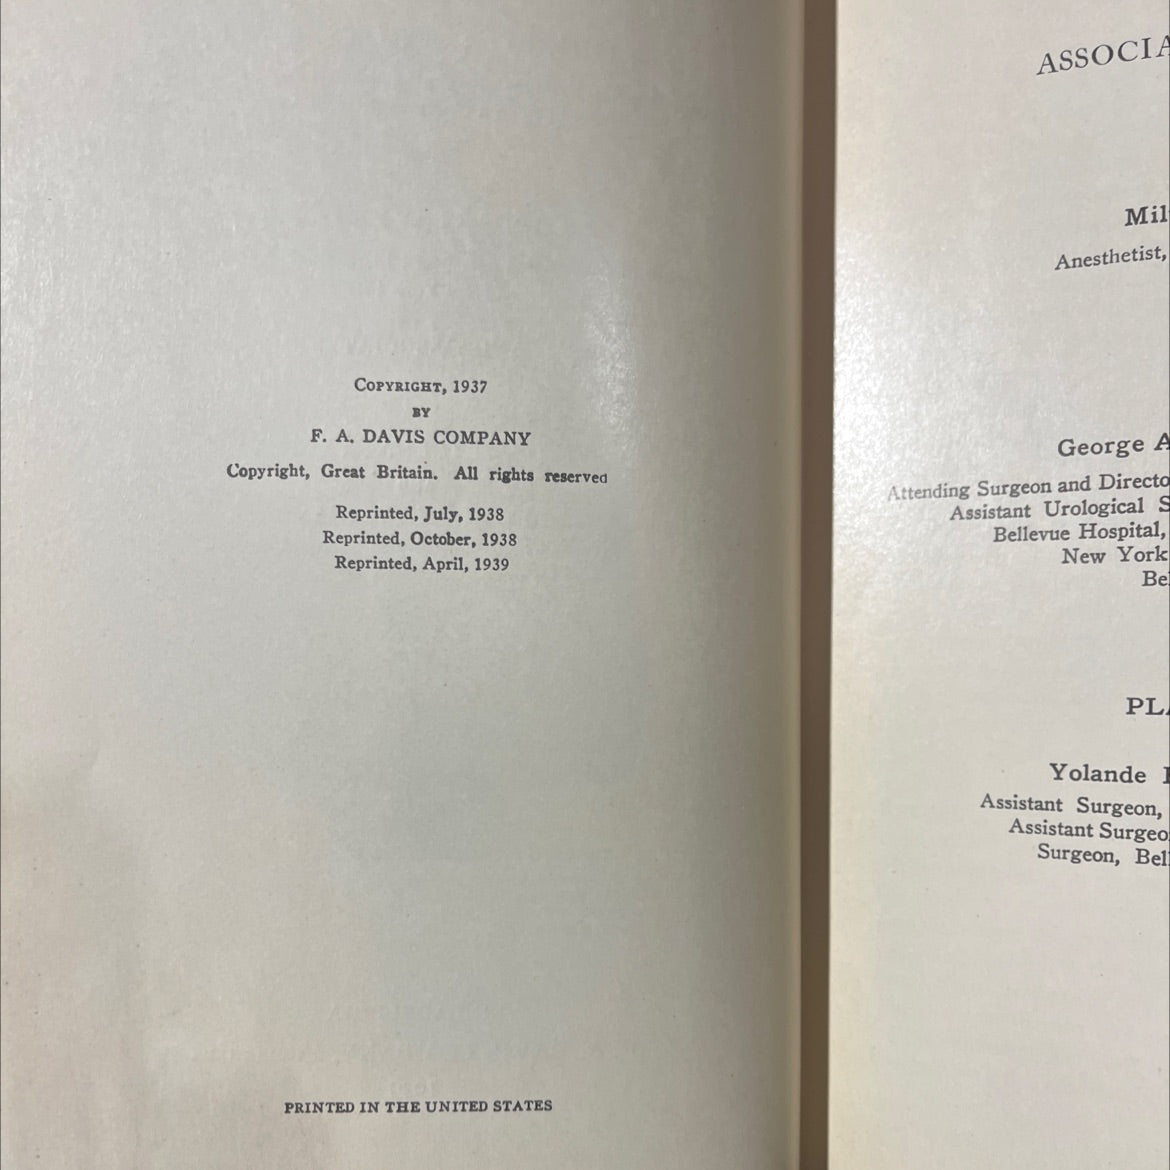 COPYRIGHT, 1937
BY
F. A. DAVIS COMPANY
Copyright, Great Britain. All rights reserved
Reprinted, July, 1938
Reprinted, October, 1938
Reprinted, April, 1939
PRINTED IN THE UNITED STATES
ASSOCIA
Mil
Anesthetist,
George A
Attending Surgeon and Directo
Assistant Urological S
Bellevue Hospital,
New York
Be
PLA
Yolande
Assistant Surgeon,
Assistant Surgeo
Surgeon, Bel